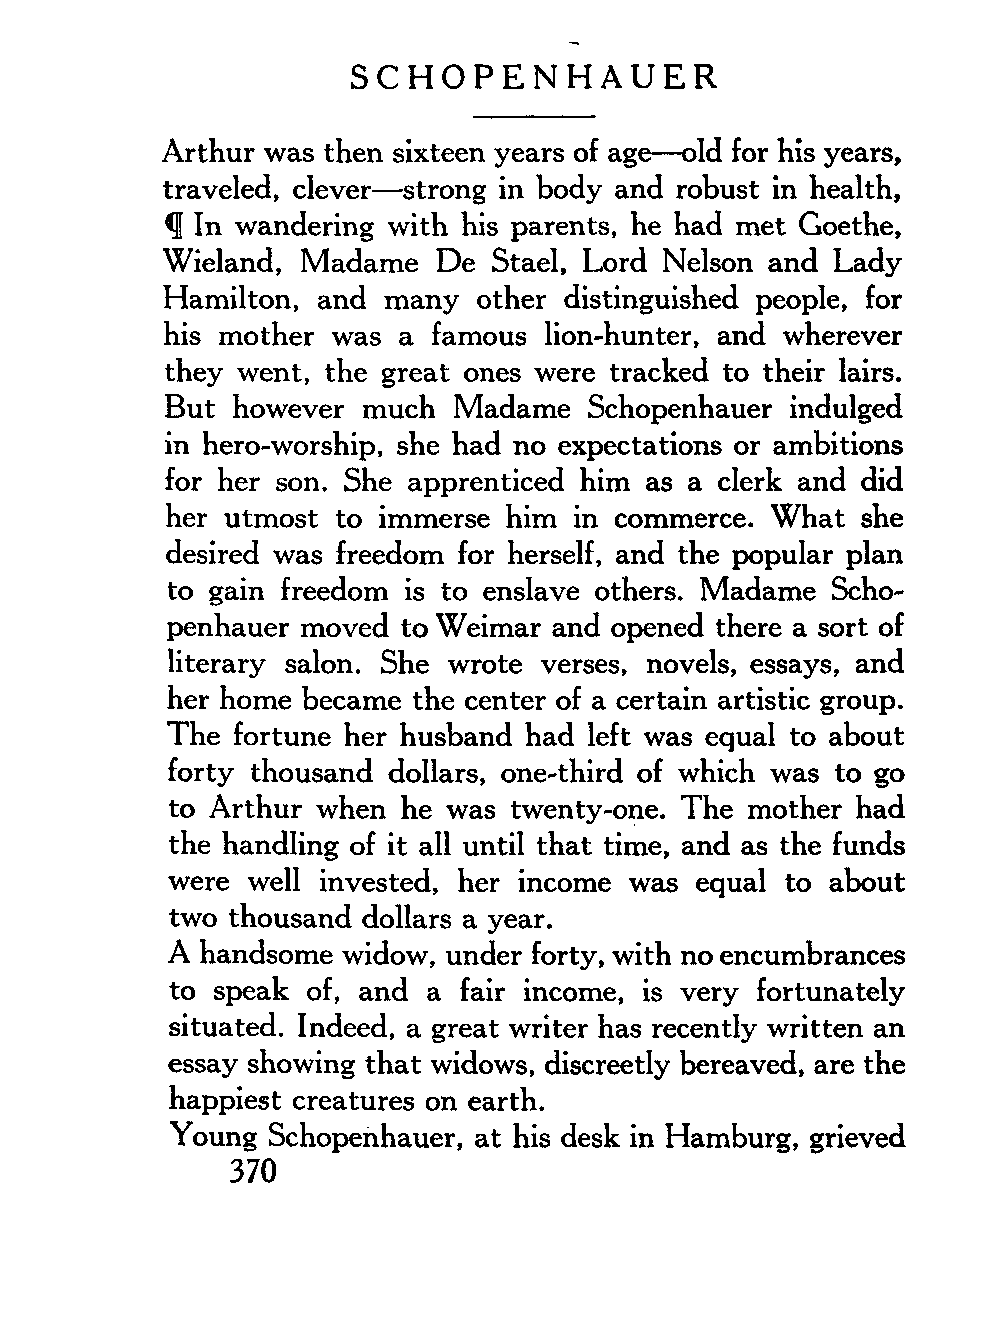 SCHOPENHAUER
Arthur was then sixteen years of age—old for his years,
traveled, clever—strong in body and robust in health,
¶ In wandering with his parents, he had met Goethe,
Wieland, Madame De Stael, Lord Nelson and Lady
Hamilton, and many other distinguished people, for
his mother was a famous lion-hunter, and wherever
they went, the great ones were tracked to their lairs.
But however much Madame Schopenhauer indulged
in hero-worship, she had no expectations or ambitions
for her son. She apprenticed him as a clerk and did
her utmost to immerse him in commerce. What she
desired was freedom for herself, and the popular plan
to gain freedom is to enslave others. Madame Scho-
penhauer moved to Weimar and opened there a sort of
literary salon. She wrote verses, novels, essays, and
her home became the center of a certain artistic group.
The fortune her husband had left was equal to about
forty thousand dollars, one-third of which was to go
to Arthur when he was twenty-one. The mother had
the handling of it all until that time, and as the funds
were well invested, her income was equal to about
two thousand dollars a year.
A handsome widow, under forty, with no encumbrances
to speak of, and a fair income, is very fortunately
situated. Indeed, a great writer has recently written an
essay showing that widows, discreetly bereaved, are the
happiest creatures on earth.
Young Schopenhauer, at his desk in Hamburg, grieved
370